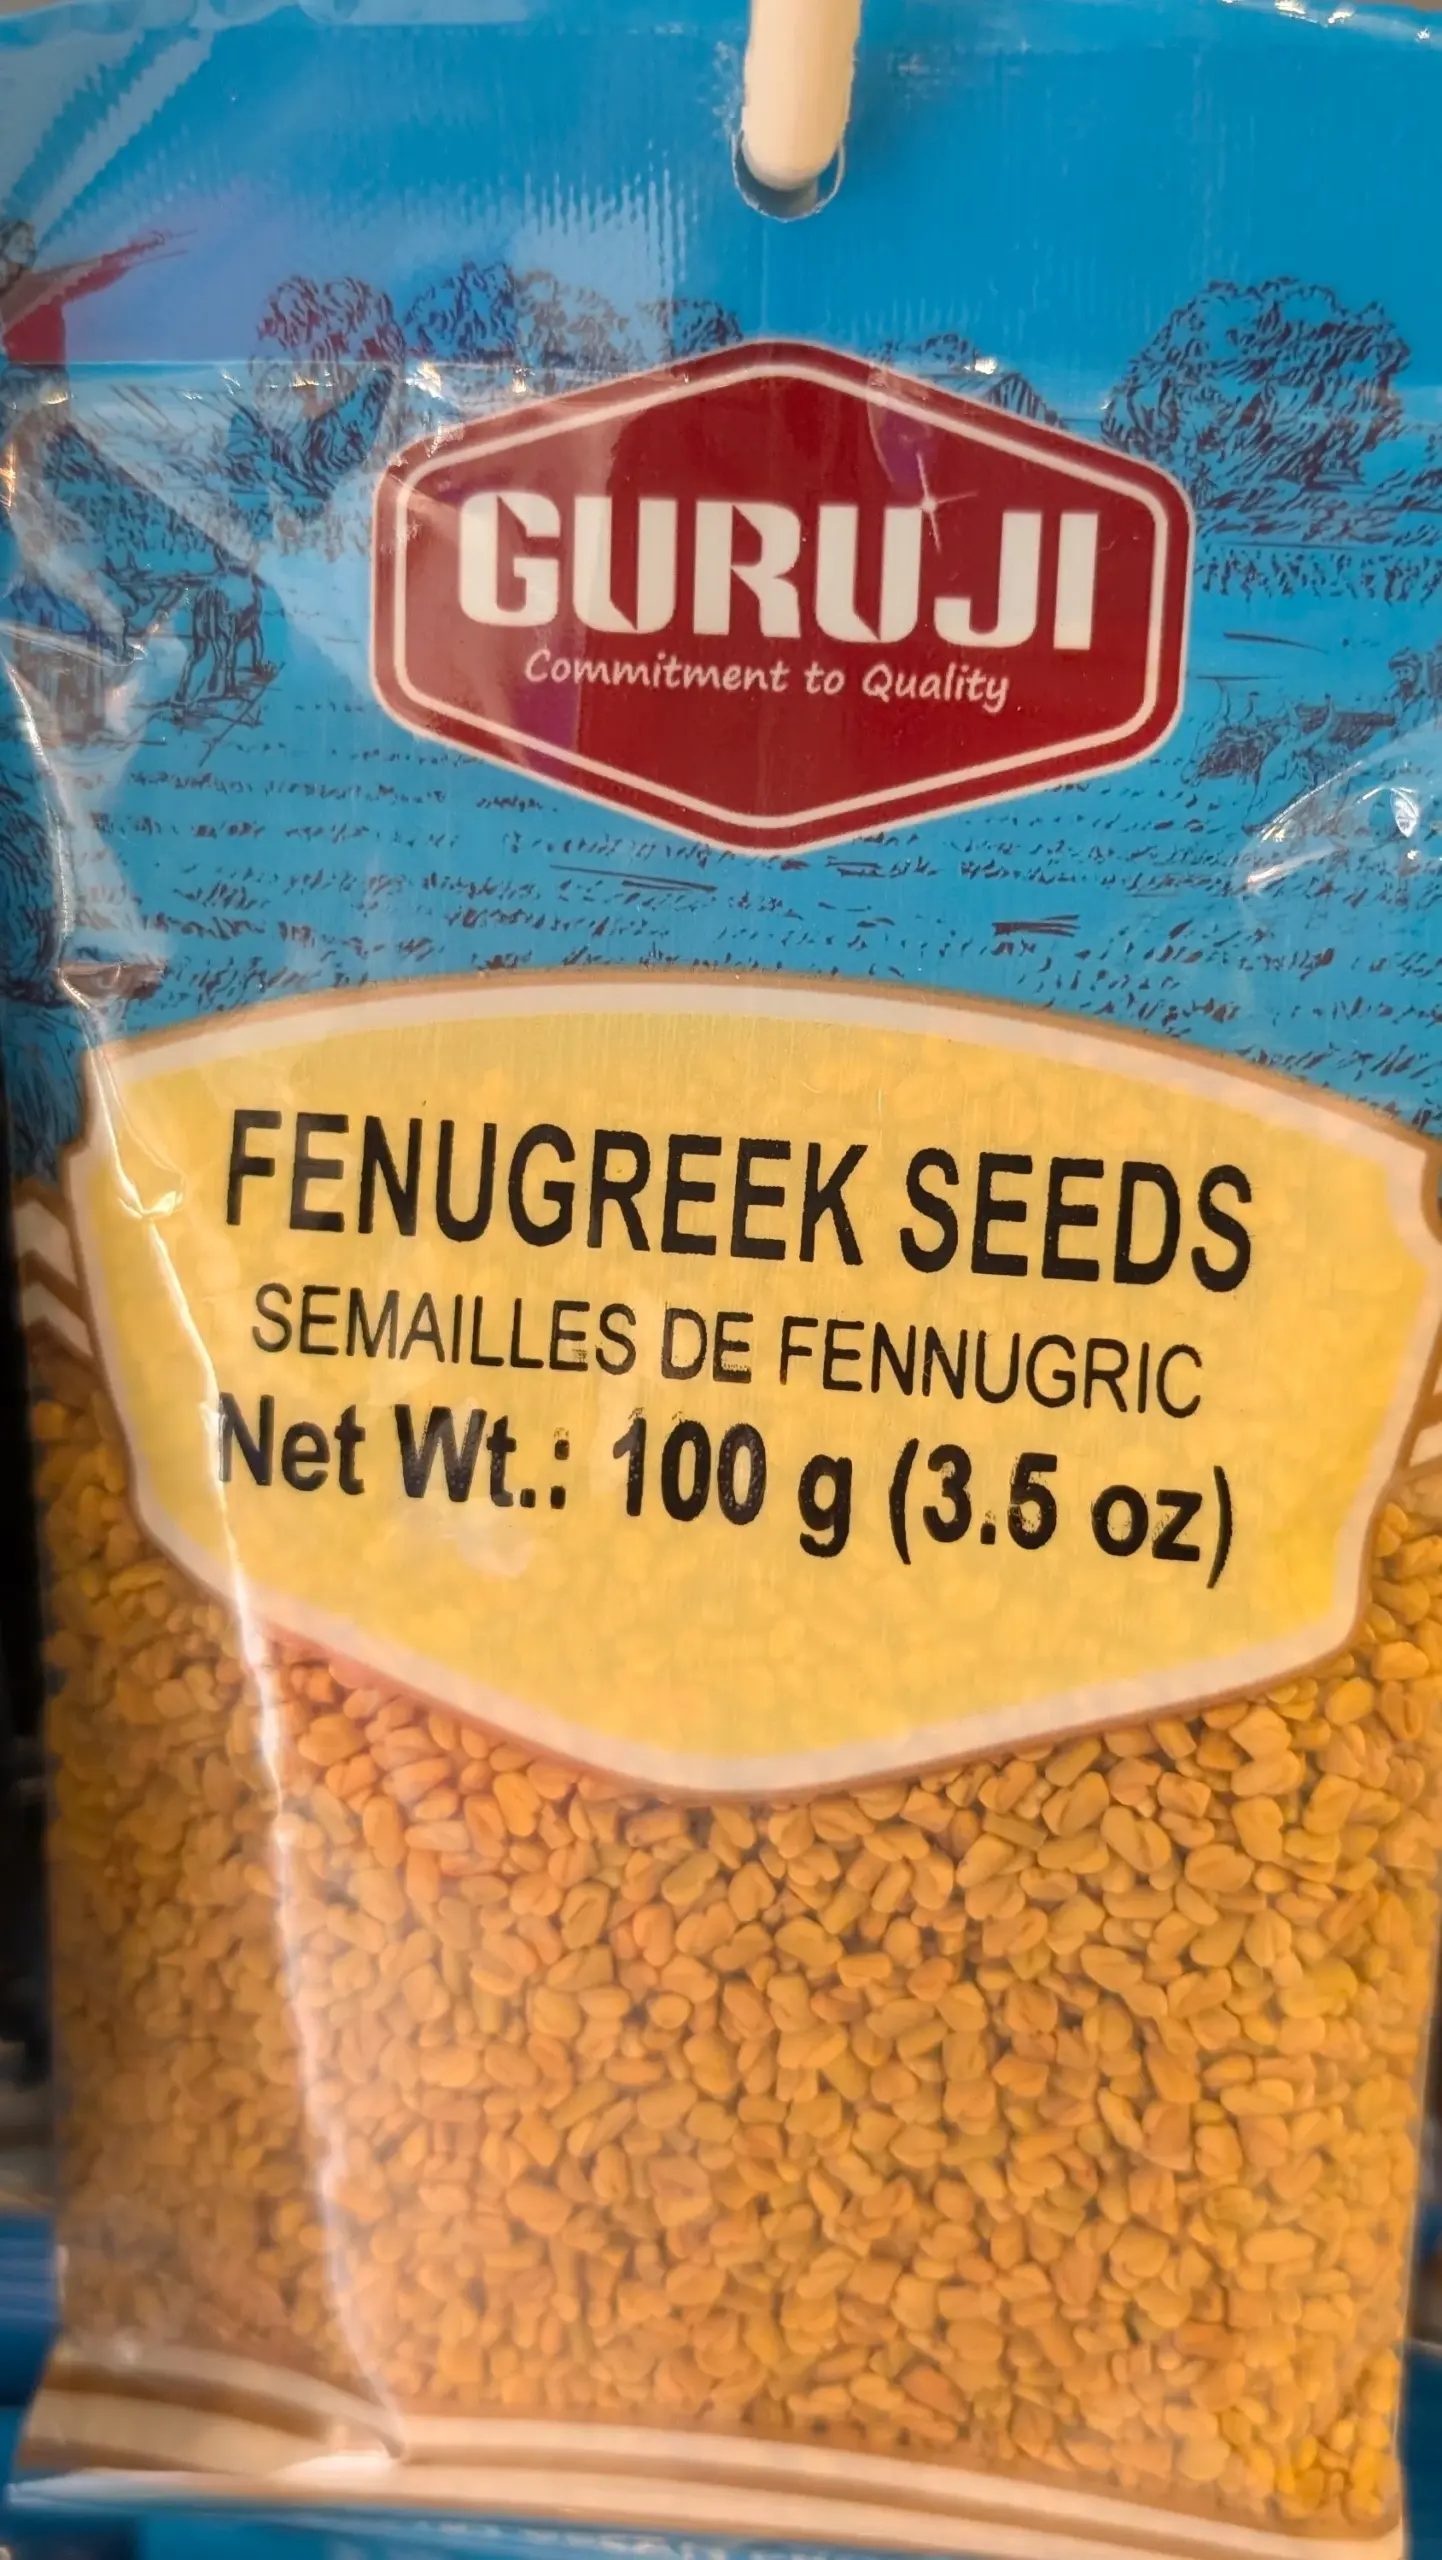 GURUJI
Commitment to Quality
FENUGREEK SEEDS
SEMAILLES DE FENNUGRIC
Net Wt.: 100 g (3.5 oz)